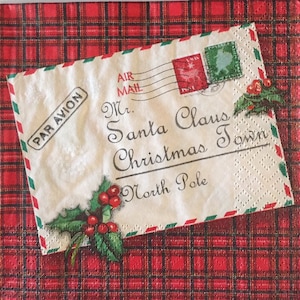 AIR
MAIL
PAR AVION
Mr.
Santa Claus
Christmas Town
North Pole